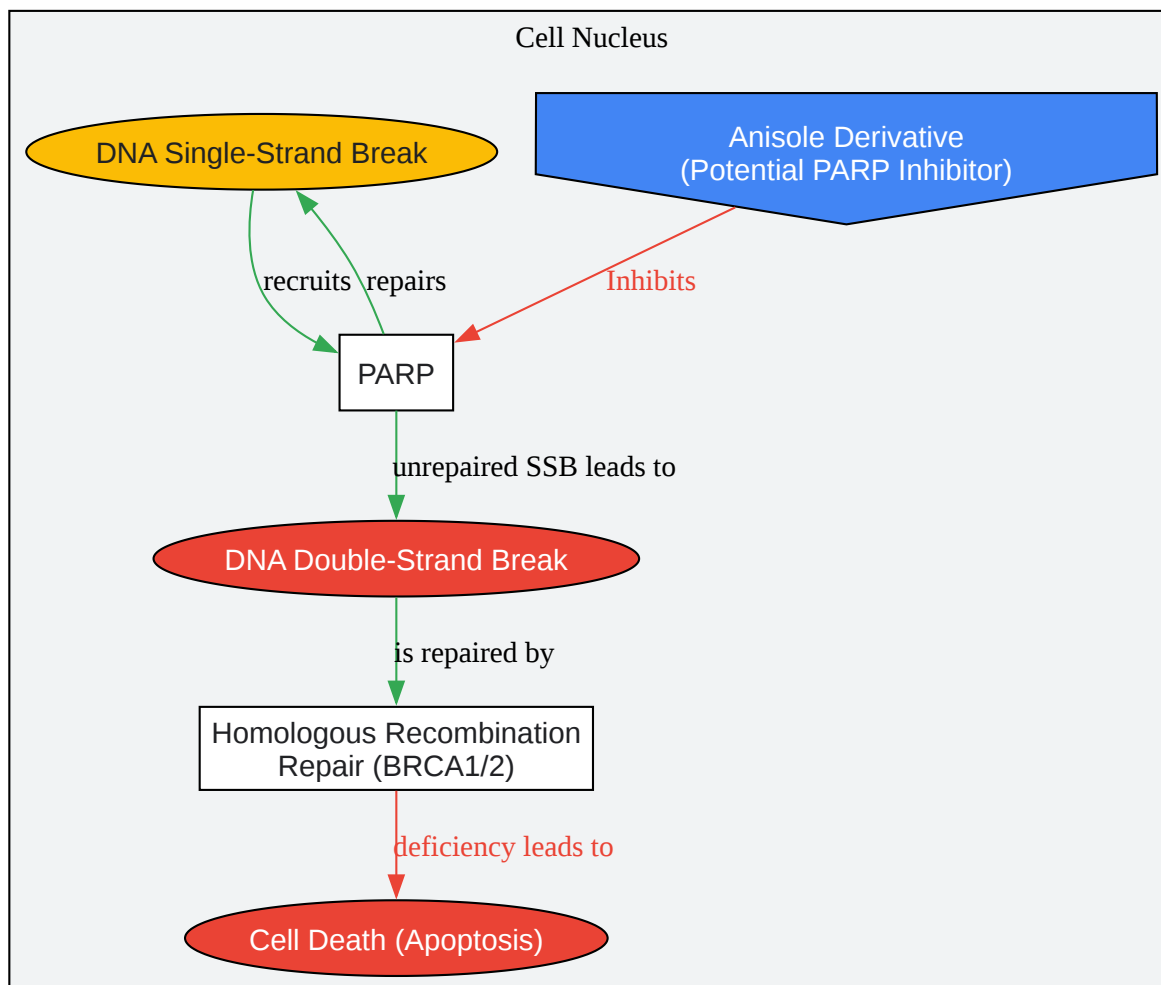 Cell Nucleus
DNA Single-Strand Break
Anisole Derivative
(Potential PARP Inhibitor)
recruits
repairs
Inhibits
PARP
unrepaired SSB leads to
DNA Double-Strand Break
is repaired by
Homologous Recombination
Repair (BRCA1/2)
deficiency leads to
Cell Death (Apoptosis)